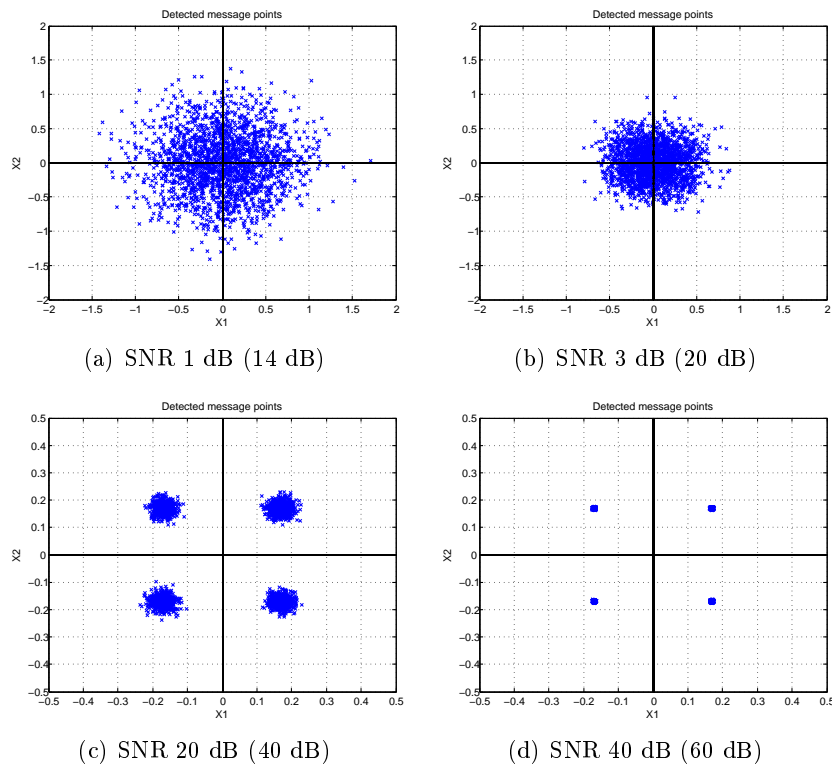 Detected message points
2
1.5
1
0.5
0
−0.5
−1
−1.5
−2
X2
−2 −1.5 −1 −0.5 0 0.5 1 1.5 2
X1
(a) SNR 1 dB (14 dB)
Detected message points
2
1.5
1
0.5
0
−0.5
−1
−1.5
−2
X2
−2 −1.5 −1 −0.5 0 0.5 1 1.5 2
X1
(b) SNR 3 dB (20 dB)
Detected message points
0.5
0.4
0.3
0.2
0.1
0
−0.1
−0.2
−0.3
−0.4
−0.5
X2
−0.5 −0.4 −0.3 −0.2 −0.1 0 0.1 0.2 0.3 0.4 0.5
X1
(c) SNR 20 dB (40 dB)
Detected message points
0.5
0.4
0.3
0.2
0.1
0
−0.1
−0.2
−0.3
−0.4
−0.5
X2
−0.5 −0.4 −0.3 −0.2 −0.1 0 0.1 0.2 0.3 0.4 0.5
X1
(d) SNR 40 dB (60 dB)